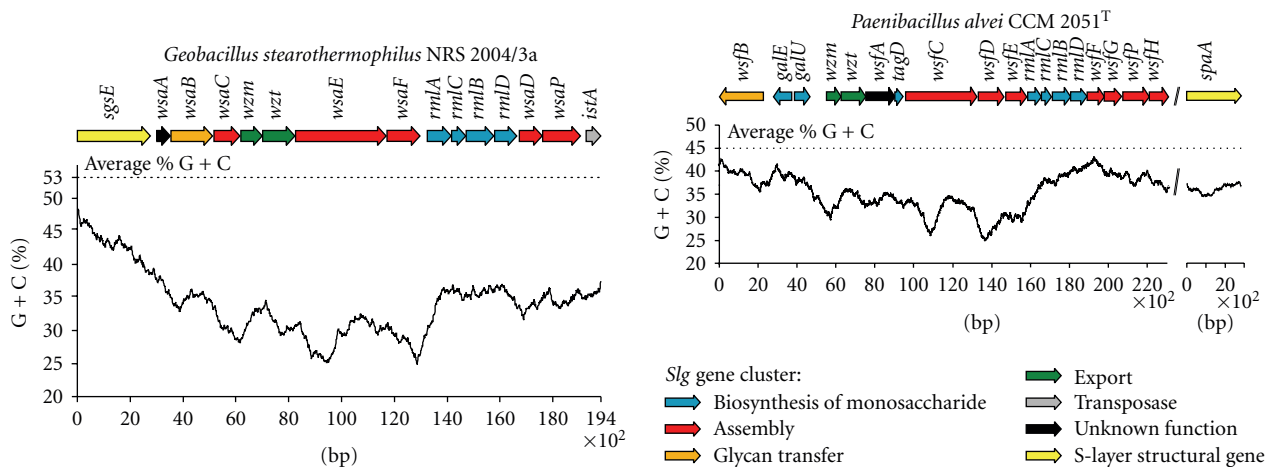 Geobacillus stearothermophilus NRS 2004/3a
sgsE wsaA wsaB wsaC wzm wzt wsaE wsaF rmlA rmlC rmlB rmlD wsaD wsaP istA
Average % G + C
53
50
45
40
35
30
25
20
G + C (%)
0 20 40 60 80 100 120 140 160 180 194
×10²
(bp)
Paenibacillus alvei CCM 2051ᵀ
wsfB galE galU wzm wzt wsfA tagD wsfC wsfD wsfE rmlA rmlC rmlB rmlD wsfF wsfG wsfP wsfH spaA
Average % G + C
50
45
40
35
30
25
20
G + C (%)
0 20 40 60 80 100 120 140 160 180 200 220 0 20
×10² ×10²
(bp) (bp)
Slg gene cluster:
Biosynthesis of monosaccharide
Assembly
Glycan transfer
Export
Transposase
Unknown function
S-layer structural gene